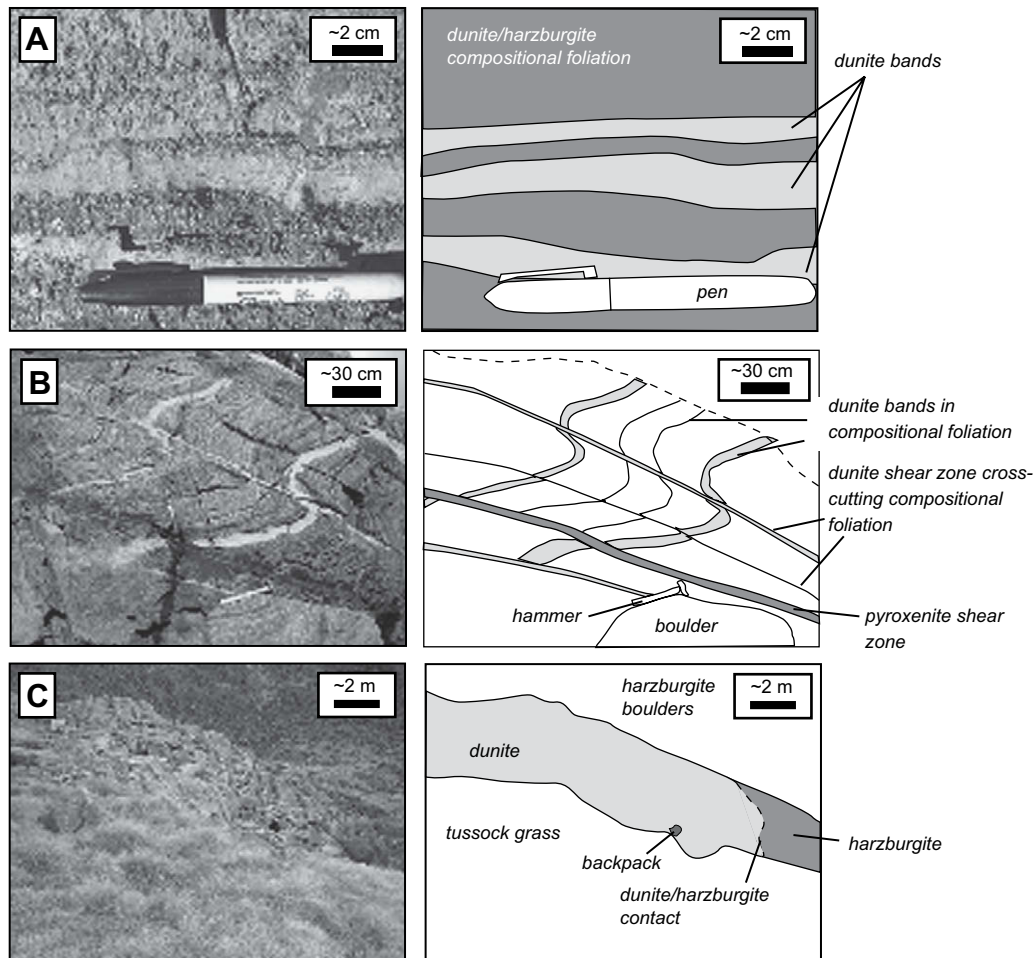 A
~2 cm
dunite/harzburgite
compositional foliation
~2 cm
dunite bands
pen
B
~30 cm
~30 cm
dunite bands in
compositional foliation
dunite shear zone cross-
cutting compositional
foliation
hammer
boulder
pyroxenite shear
zone
C
~2 m
harzburgite
boulders
~2 m
dunite
tussock grass
backpack
harzburgite
dunite/harzburgite
contact